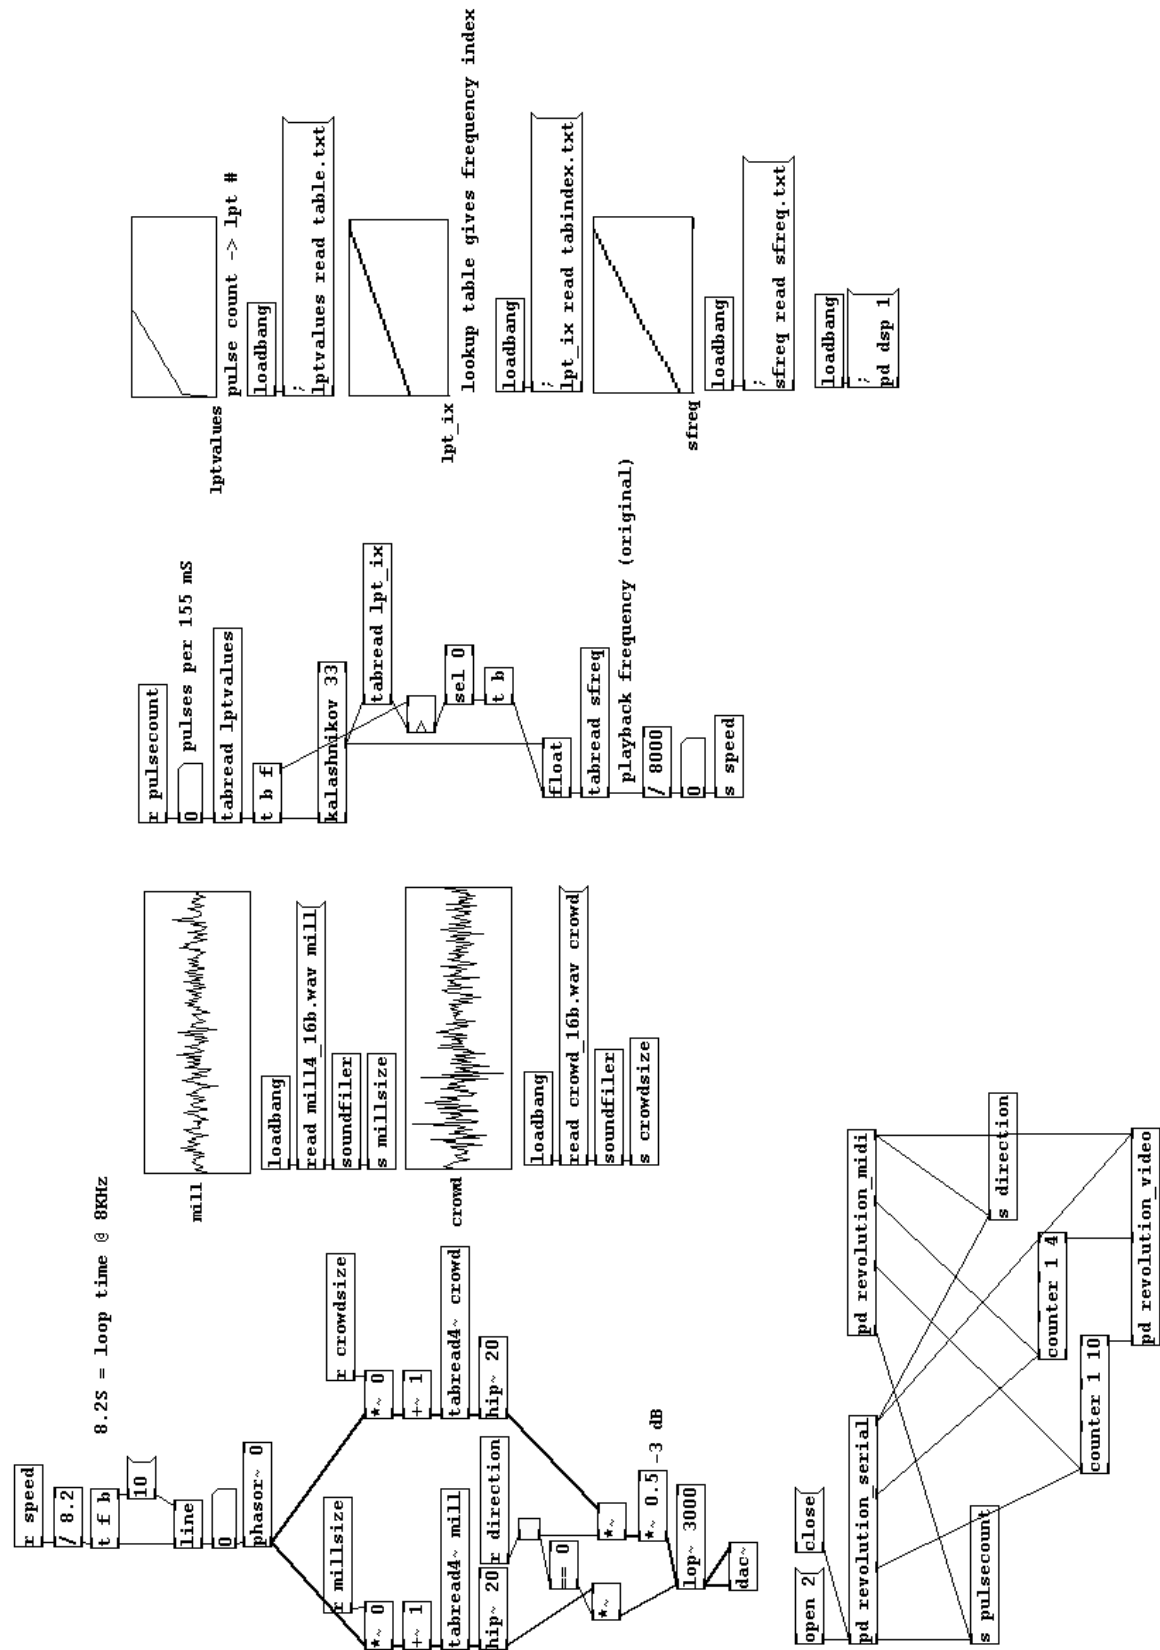 r speed
/ 8.2
t f b
10
8.2S = loop time @ 8KHz
line
0
phasor~ 0
r millsize
*~ 0
+~ 1
tabread4~ mill
hip~ 20
r crowdsize
*~ 0
+~ 1
tabread4~ crowd
hip~ 20
r direction
== 0
*~
*~
*~ 0.5
-3 dB
lop~ 3000
dac~
mill
loadbang
read mill4_16b.wav mill
soundfiler
s millsize
crowd
loadbang
read crowd_16b.wav crowd
soundfiler
s crowdsize
r pulsecount
0
pulses per 155 mS
tabread lptvalues
t b f
kalashnikov 33
tabread lpt_ix
>
sel 0
t b
float
tabread sfreq
playback frequency (original)
/ 8000
0
s speed
lptvalues
pulse count -> lpt #
loadbang
;
lptvalues read table.txt
lpt_ix
lookup table gives frequency index
loadbang
;
lpt_ix read tabindex.txt
sfreq
loadbang
;
sfreq read sfreq.txt
loadbang
;
pd dsp 1
open 2
close
pd revolution_serial
pd revolution_midi
s pulsecount
s direction
counter 1 4
counter 1 10
pd revolution_video